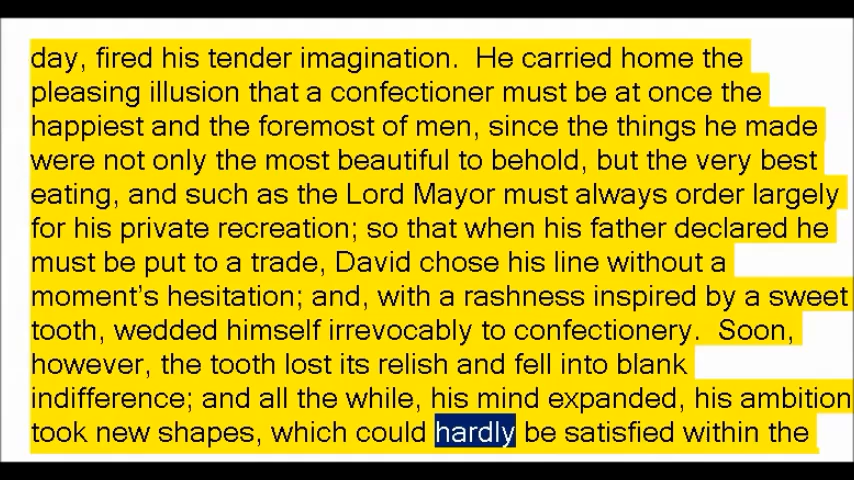 day, fired his tender imagination.  He carried home the
pleasing illusion that a confectioner must be at once the
happiest and the foremost of men, since the things he made
were not only the most beautiful to behold, but the very best
eating, and such as the Lord Mayor must always order largely
for his private recreation; so that when his father declared he
must be put to a trade, David chose his line without a
moment's hesitation; and, with a rashness inspired by a sweet
tooth, wedded himself irrevocably to confectionery.  Soon,
however, the tooth lost its relish and fell into blank
indifference; and all the while, his mind expanded, his ambition
took new shapes, which could hardly be satisfied within the